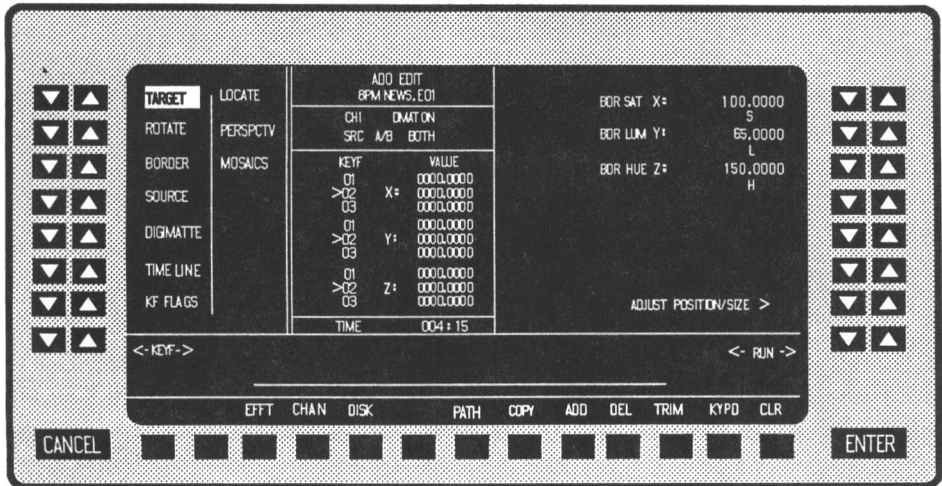 TARGET
ROTATE
BORDER
SOURCE
DIGIMATTE
TIME LINE
KF FLAGS
LOCATE
PERSPCTV
MOSAICS
ADO EDIT
8PM NEWS.E01
CH1 DMAT ON
SRC A/B BOTH
KEYF VALUE
01 0000.0000
>02 X: 0000.0000
03 0000.0000
01 0000.0000
>02 Y: 0000.0000
03 0000.0000
01 0000.0000
>02 Z: 0000.0000
03 0000.0000
TIME 004:15
BDR SAT X: 100.0000
S
BDR LUM Y: 65.0000
L
BDR HUE Z: 150.0000
H
ADJUST POSITION/SIZE >
<-KEYF-> <- RUN ->
EFFT CHAN DISK PATH COPY ADD DEL TRIM KYPD CLR
CANCEL ENTER